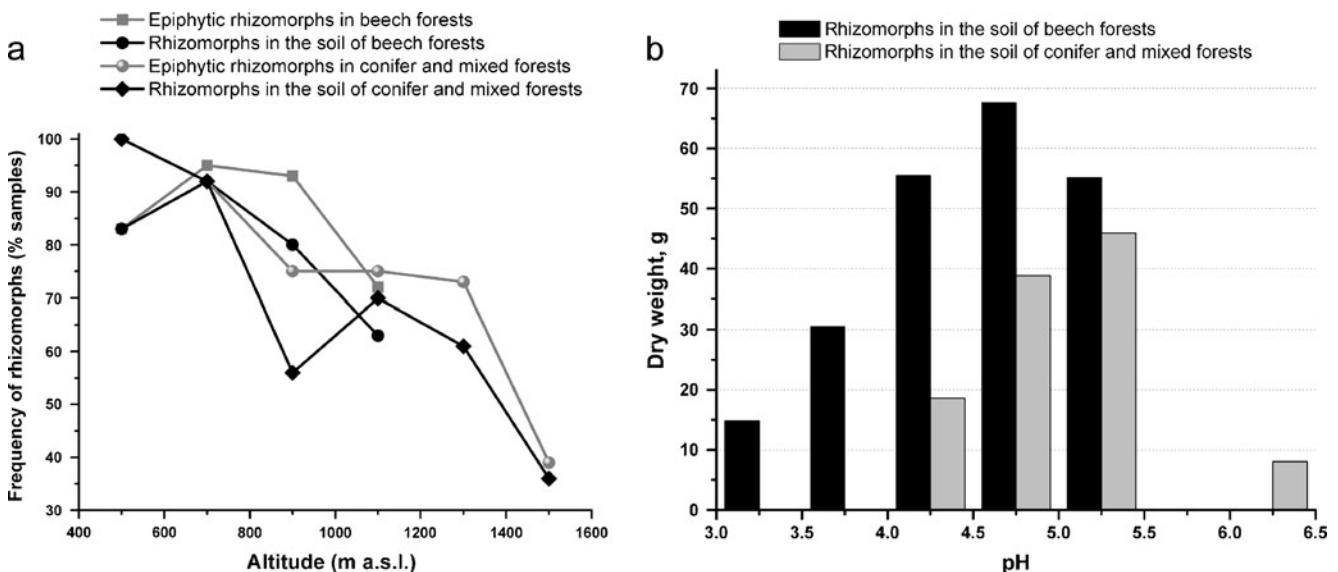 a
Epiphytic rhizomorphs in beech forests
Rhizomorphs in the soil of beech forests
Epiphytic rhizomorphs in conifer and mixed forests
Rhizomorphs in the soil of conifer and mixed forests
Frequency of rhizomorphs (% samples)
100
90
80
70
60
50
40
30
400 600 800 1000 1200 1400 1600
Altitude (m a.s.l.)
b
Rhizomorphs in the soil of beech forests
Rhizomorphs in the soil of conifer and mixed forests
Dry weight, g
70
60
50
40
30
20
10
0
3.0 3.5 4.0 4.5 5.0 5.5 6.0 6.5
pH